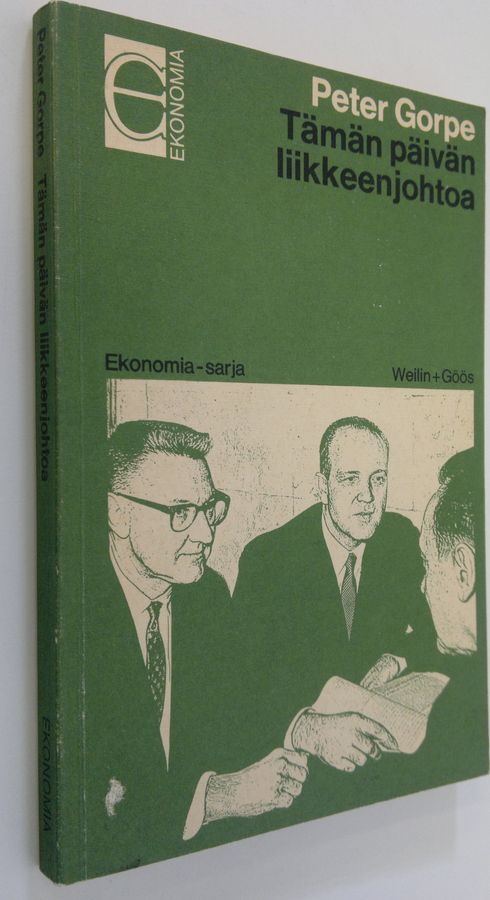 EKONOMIA
Peter Gorpe
Tämän päivän
liikkeenjohtoa
Ekonomia-sarja
Weilin+Göös
Peter Gorpe Tämän päivän liikkeenjohtoa
EKONOMIA